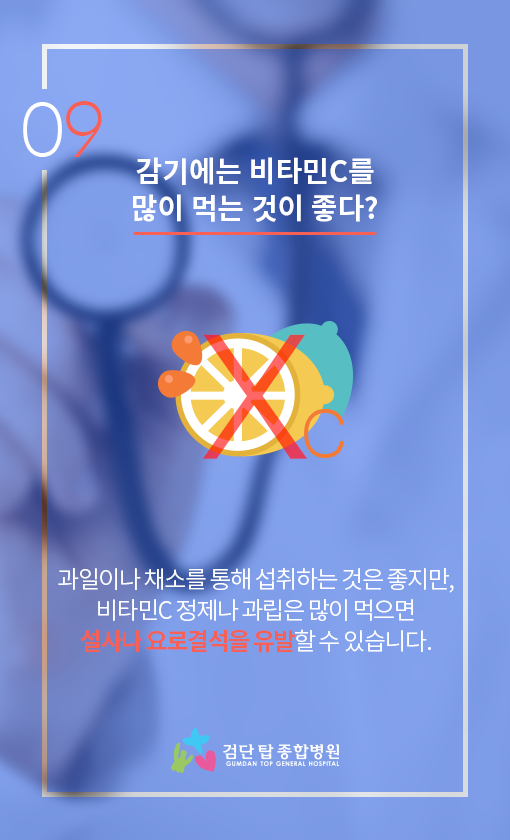 09
감기에는 비타민C를
많이 먹는 것이 좋다?
X
C
과일이나 채소를 통해 섭취하는 것은 좋지만,
비타민C 정제나 과립은 많이 먹으면
설사나 요로결석을 유발할 수 있습니다.
검단 탑 종합병원
GUMDAN TOP GENERAL HOSPITAL